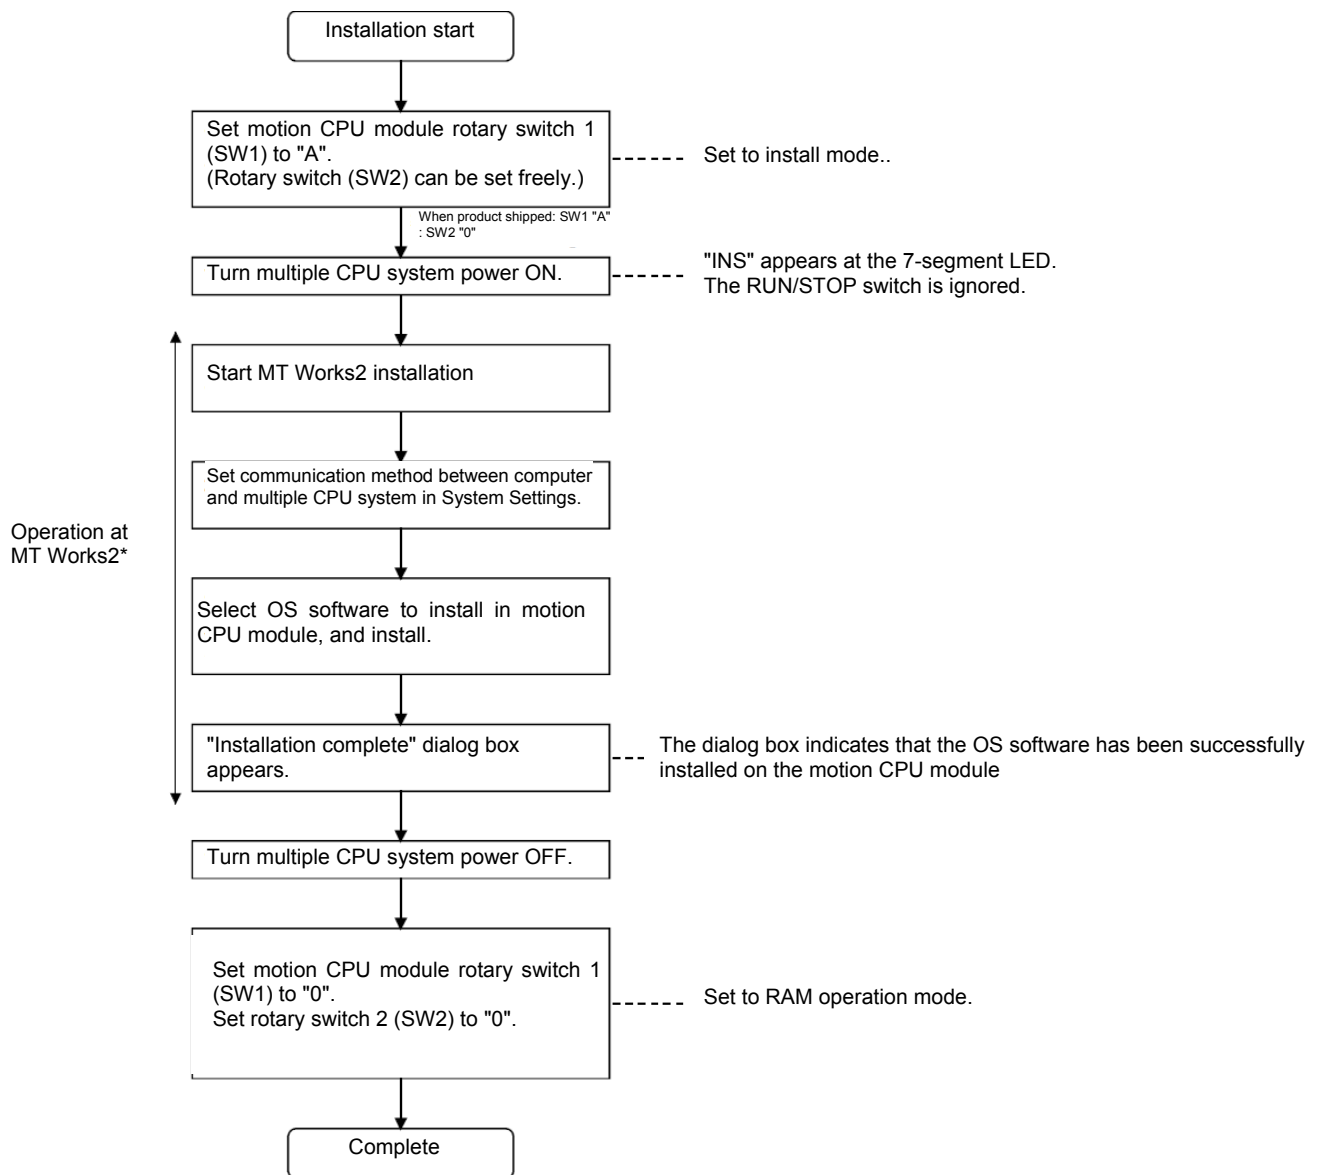 Installation start
Set motion CPU module rotary switch 1
(SW1) to "A".
(Rotary switch (SW2) can be set freely.)
Set to install mode..
When product shipped: SW1 "A"
: SW2 "0"
Turn multiple CPU system power ON.
"INS" appears at the 7-segment LED.
The RUN/STOP switch is ignored.
Start MT Works2 installation
Set communication method between computer
and multiple CPU system in System Settings.
Operation at
MT Works2*
Select OS software to install in motion
CPU module, and install.
"Installation complete" dialog box
appears.
The dialog box indicates that the OS software has been successfully
installed on the motion CPU module
Turn multiple CPU system power OFF.
Set motion CPU module rotary switch 1
(SW1) to "0".
Set rotary switch 2 (SW2) to "0".
Set to RAM operation mode.
Complete